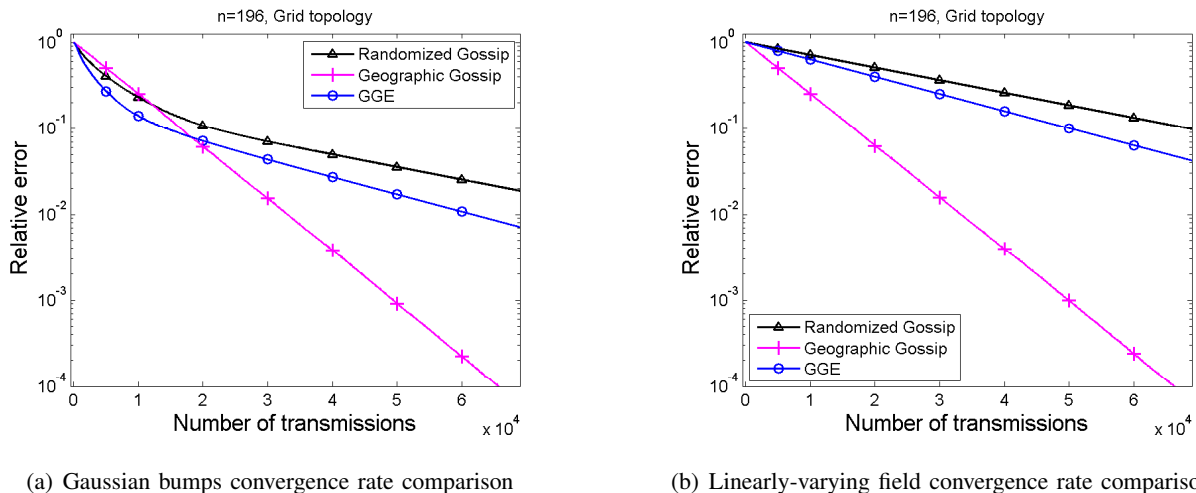 n=196, Grid topology
10^0
10^-1
10^-2
10^-3
10^-4
Relative error
Randomized Gossip
Geographic Gossip
GGE
0 1 2 3 4 5 6
Number of transmissions
x 10^4
(a) Gaussian bumps convergence rate comparison
n=196, Grid topology
10^0
10^-1
10^-2
10^-3
10^-4
Relative error
Randomized Gossip
Geographic Gossip
GGE
0 1 2 3 4 5 6
Number of transmissions
x 10^4
(b) Linearly-varying field convergence rate